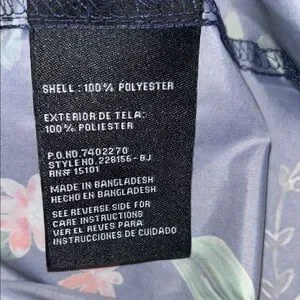 SHELL : 100% POLYESTER
EXTERIOR DE TELA:
100% POLIESTER
P.O.NO.7402270
STYLE NO.228156-BJ
RN# 15101
MADE IN BANGLADESH
HECHO EN BANGLADESH
SEE REVERSE SIDE FOR
CARE INSTRUCTIONS
VER EL REVES PARA
INSTRUCCIONES DE CUIDADO